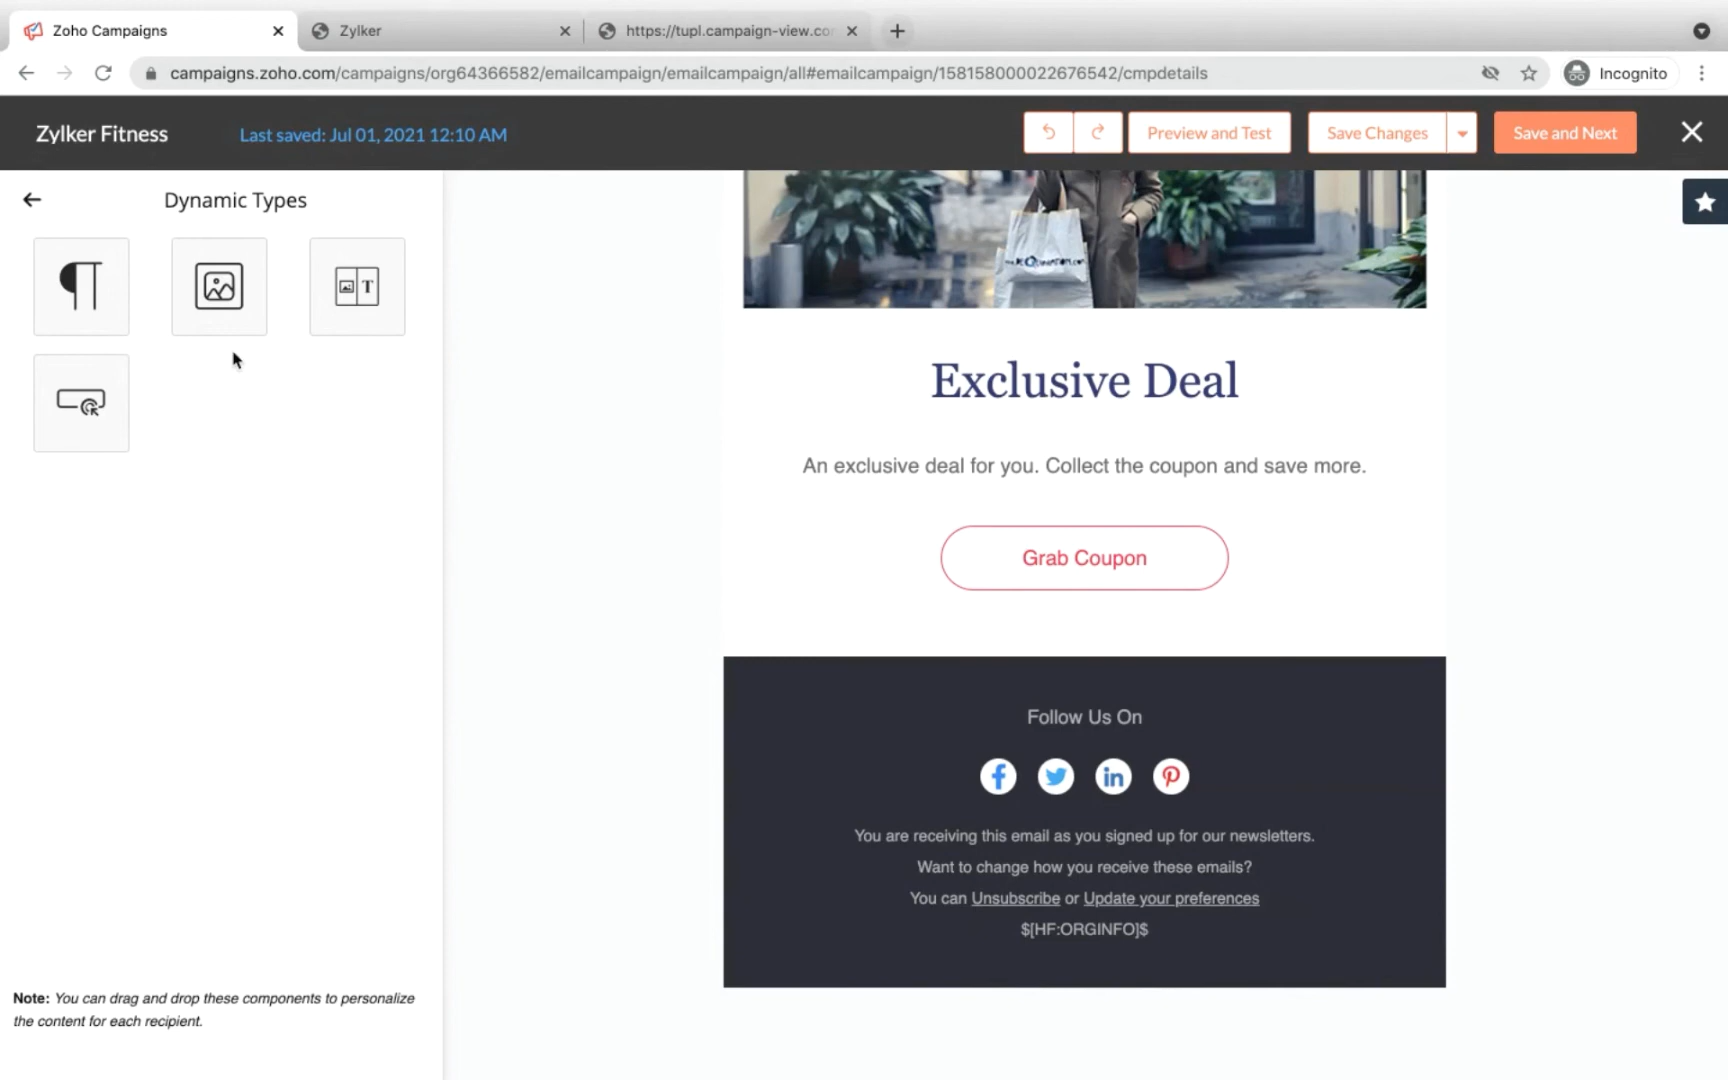 Zoho Campaigns
Zylker
https://tupl.campaign-view.co
campaigns.zoho.com/campaigns/org64366582/emailcampaign/emailcampaign/all#emailcampaign/158158000022676542/cmpdetails
Incognito
Zylker Fitness
Last saved: Jul 01, 2021 12:10 AM
Preview and Test
Save Changes
Save and Next
Dynamic Types
T
Exclusive Deal
An exclusive deal for you. Collect the coupon and save more.
Grab Coupon
Follow Us On
You are receiving this email as you signed up for our newsletters.
Want to change how you receive these emails?
You can Unsubscribe or Update your preferences
$[HF:ORGINFO]$
Note: You can drag and drop these components to personalize
the content for each recipient.